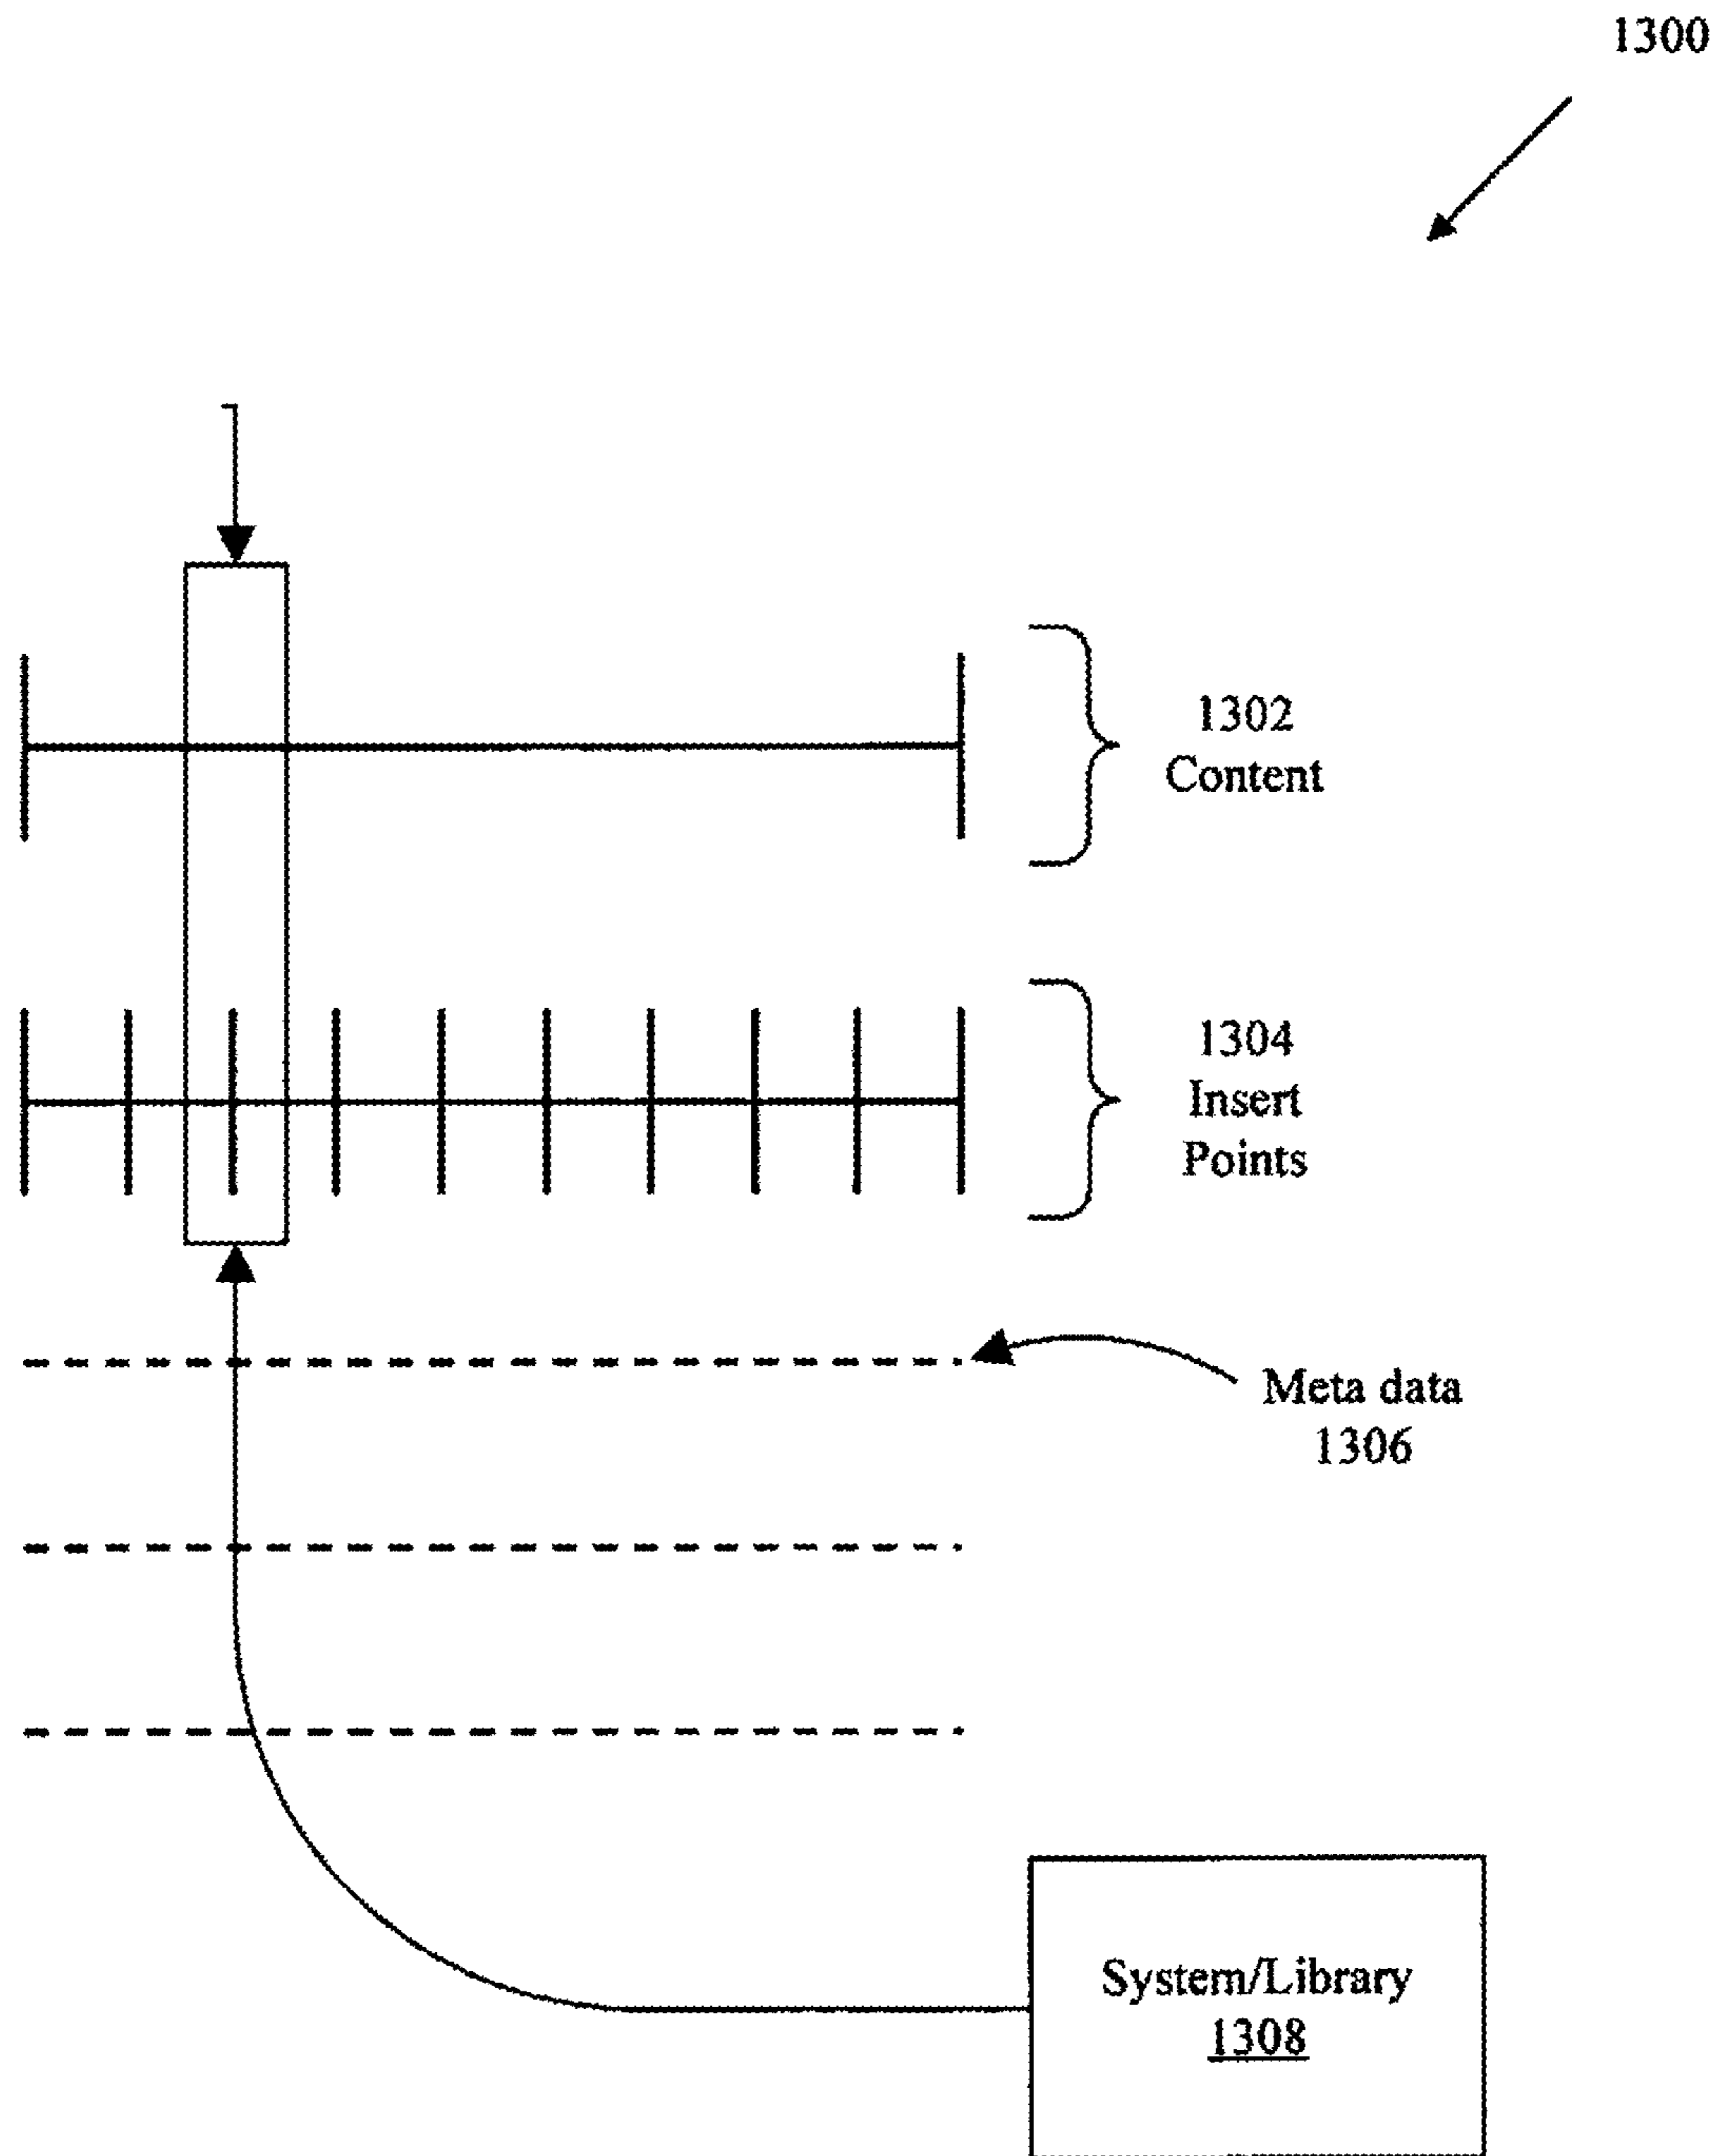 1300
1302
Content
1304
Insert
Points
Meta data
1306
System/Library
1308